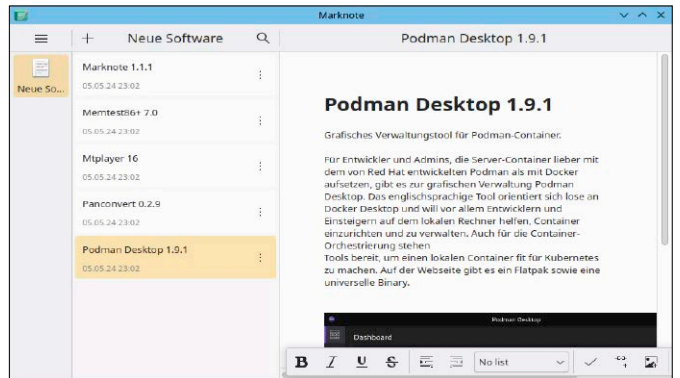 Marknote
Neue Software
Podman Desktop 1.9.1
Neue So...
Marknote 1.1.1
05.05.24 23:02
Memtest86+ 7.0
05.05.24 23:02
Mtplayer 16
05.05.24 23:02
Panconvert 0.2.9
05.05.24 23:02
Podman Desktop 1.9.1
05.05.24 23:02
Podman Desktop 1.9.1
Grafisches Verwaltungstool für Podman-Container.
Für Entwickler und Admins, die Server-Container lieber mit
dem von Red Hat entwickelten Podman als mit Docker
aufsetzen, gibt es zur grafischen Verwaltung Podman
Desktop. Das englischsprachige Tool orientiert sich lose an
Docker Desktop und will vor allem Entwicklern und
Einsteigern auf dem lokalen Rechner helfen, Container
einzurichten und zu verwalten. Auch für die Container-
Orchestrierung stehen
Tools bereit, um einen lokalen Container fit für Kubernetes
zu machen. Auf der Webseite gibt es ein Flatpak sowie eine
universelle Binary.
Podman Desktop
Dashboard
B I U S No list